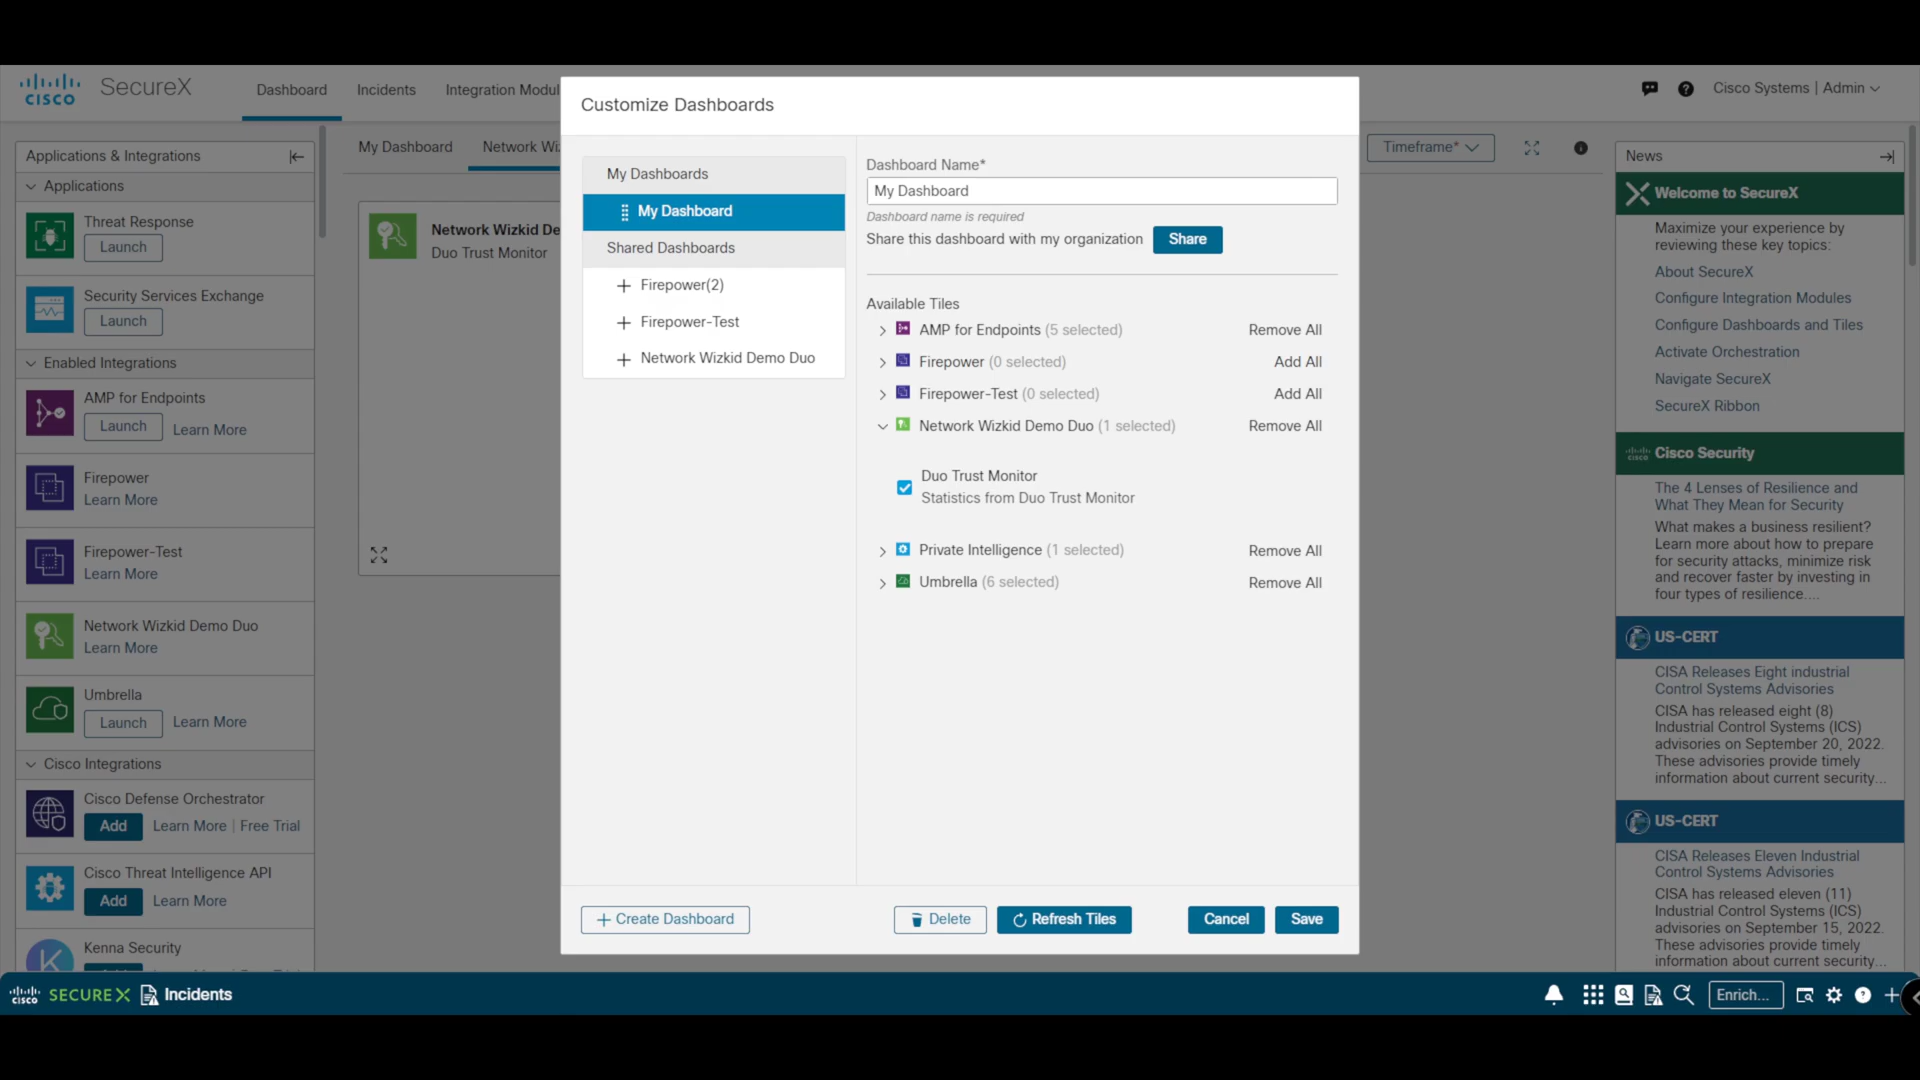 CISCO
SecureX
Dashboard
Incidents
Integration Modul
Cisco Systems | Admin
Applications & Integrations
Applications
Threat Response
Launch
Security Services Exchange
Launch
Enabled Integrations
AMP for Endpoints
Launch
Learn More
Firepower
Learn More
Firepower-Test
Learn More
Network Wizkid Demo Duo
Learn More
Umbrella
Launch
Learn More
Cisco Integrations
Cisco Defense Orchestrator
Add
Learn More | Free Trial
Cisco Threat Intelligence API
Add
Learn More
Kenna Security
My Dashboard
Network Wi
Network Wizkid De
Duo Trust Monitor
Customize Dashboards
My Dashboards
My Dashboard
Shared Dashboards
Firepower(2)
Firepower-Test
Network Wizkid Demo Duo
Dashboard Name*
My Dashboard
Dashboard name is required
Share this dashboard with my organization
Share
Available Tiles
AMP for Endpoints (5 selected)
Remove All
Firepower (0 selected)
Add All
Firepower-Test (0 selected)
Add All
Network Wizkid Demo Duo (1 selected)
Remove All
Duo Trust Monitor
Statistics from Duo Trust Monitor
Private Intelligence (1 selected)
Remove All
Umbrella (6 selected)
Remove All
Create Dashboard
Delete
Refresh Tiles
Cancel
Save
Timeframe*
News
Welcome to SecureX
Maximize your experience by
reviewing these key topics:
About SecureX
Configure Integration Modules
Configure Dashboards and Tiles
Activate Orchestration
Navigate SecureX
SecureX Ribbon
CISCO
Cisco Security
The 4 Lenses of Resilience and
What They Mean for Security
What makes a business resilient?
Learn more about how to prepare
for security attacks, minimize risk
and recover faster by investing in
four types of resilience....
US-CERT
CISA Releases Eight industrial
Control Systems Advisories
CISA has released eight (8)
Industrial Control Systems (ICS)
advisories on September 20, 2022.
These advisories provide timely
information about current security...
US-CERT
CISA Releases Eleven Industrial
Control Systems Advisories
CISA has released eleven (11)
Industrial Control Systems (ICS)
advisories on September 15, 2022.
These advisories provide timely
information about current security...
CISCO
SECUREX
Incidents
Enrich...